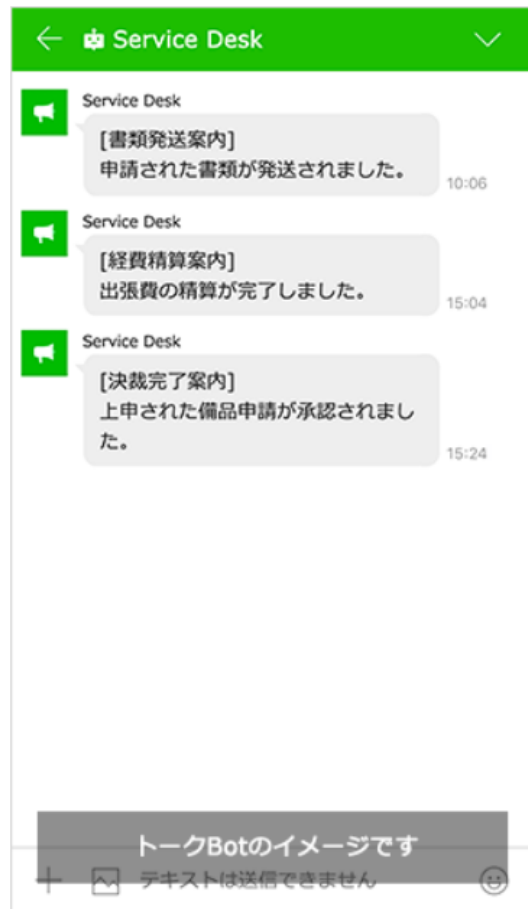 Service Desk
Service Desk
[書類発送案内]
申請された書類が発送されました。
10:06
Service Desk
[経費精算案内]
出張費の精算が完了しました。
15:04
Service Desk
[決裁完了案内]
上申された備品申請が承認されまし
た。
15:24
トークBotのイメージです
テキストは送信できません